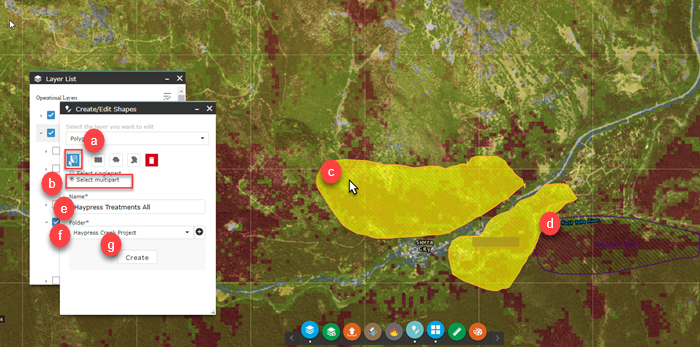 Layer List
Operational Layers
Create/Edit Shapes
Select the layer you want to edit
Poly
a
Select singlepart
b
Select multipart
Name*
e
Haypress Treatments All
f
Folder*
Haypress Creek Project
g
Create
c
d
Sierra
City